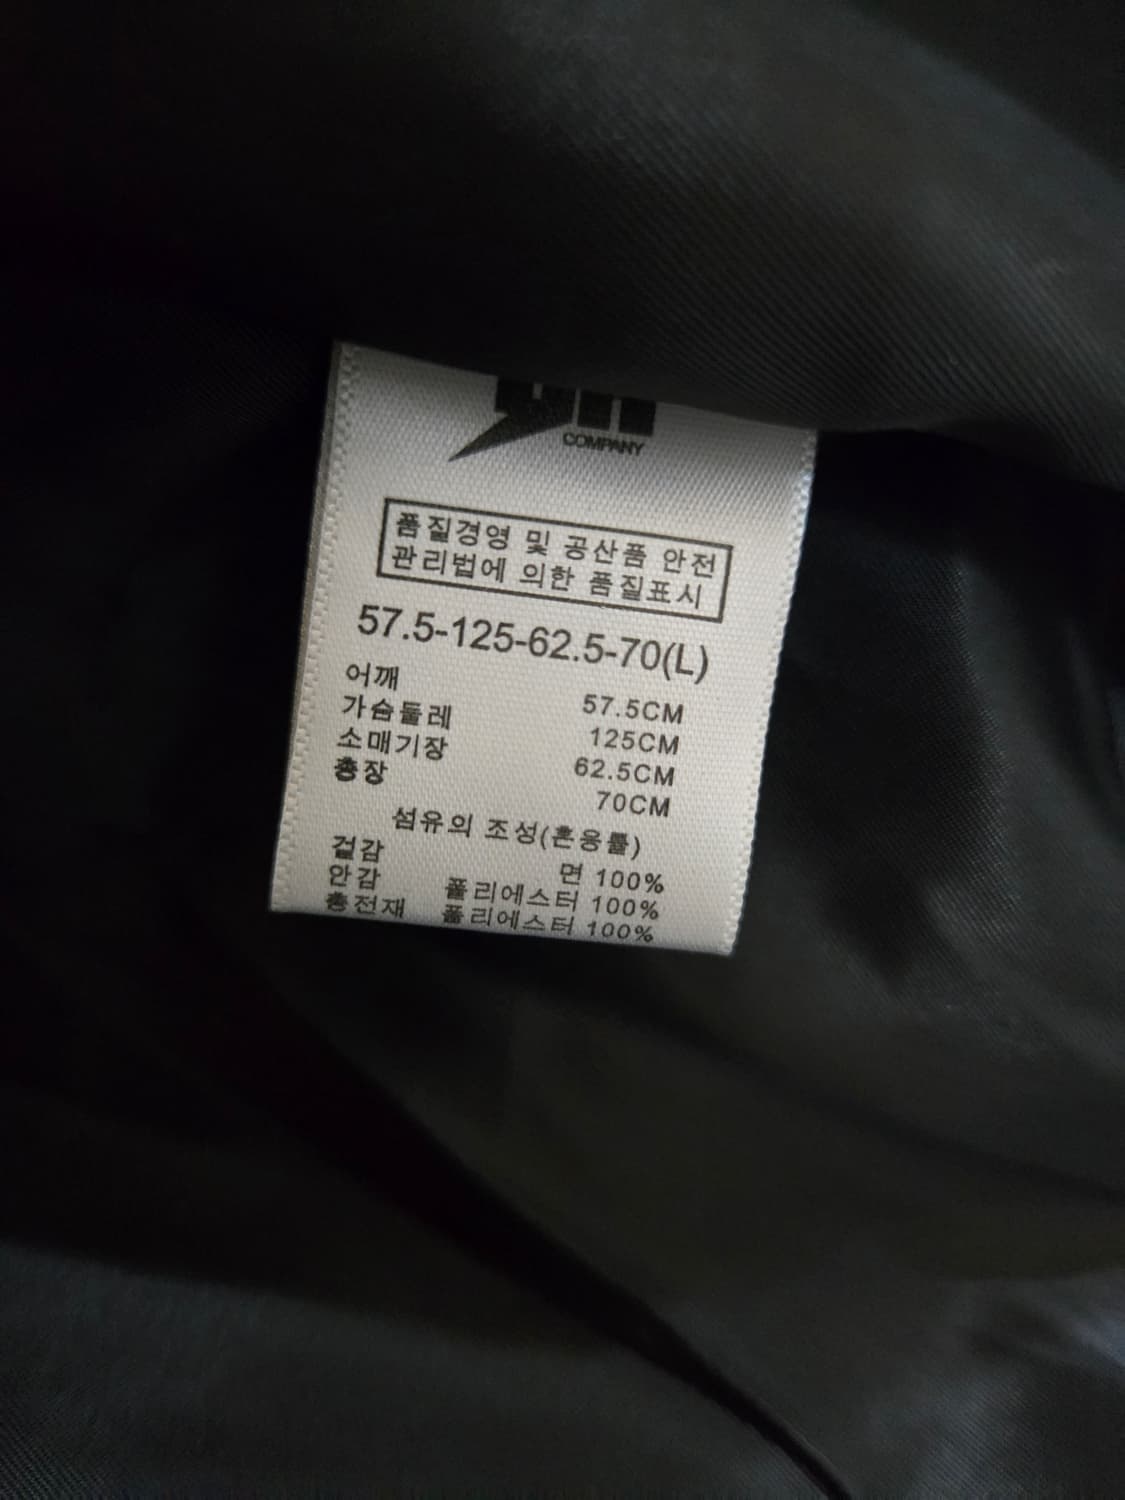 COMPANY
품질경영 및 공산품 안전
관리법에 의한 품질표시
57.5-125-62.5-70(L)
어깨 57.5CM
가슴둘레 125CM
소매기장 62.5CM
총장 70CM
섬유의 조성(혼용률)
겉감 면 100%
안감 폴리에스터 100%
충전재 폴리에스터 100%